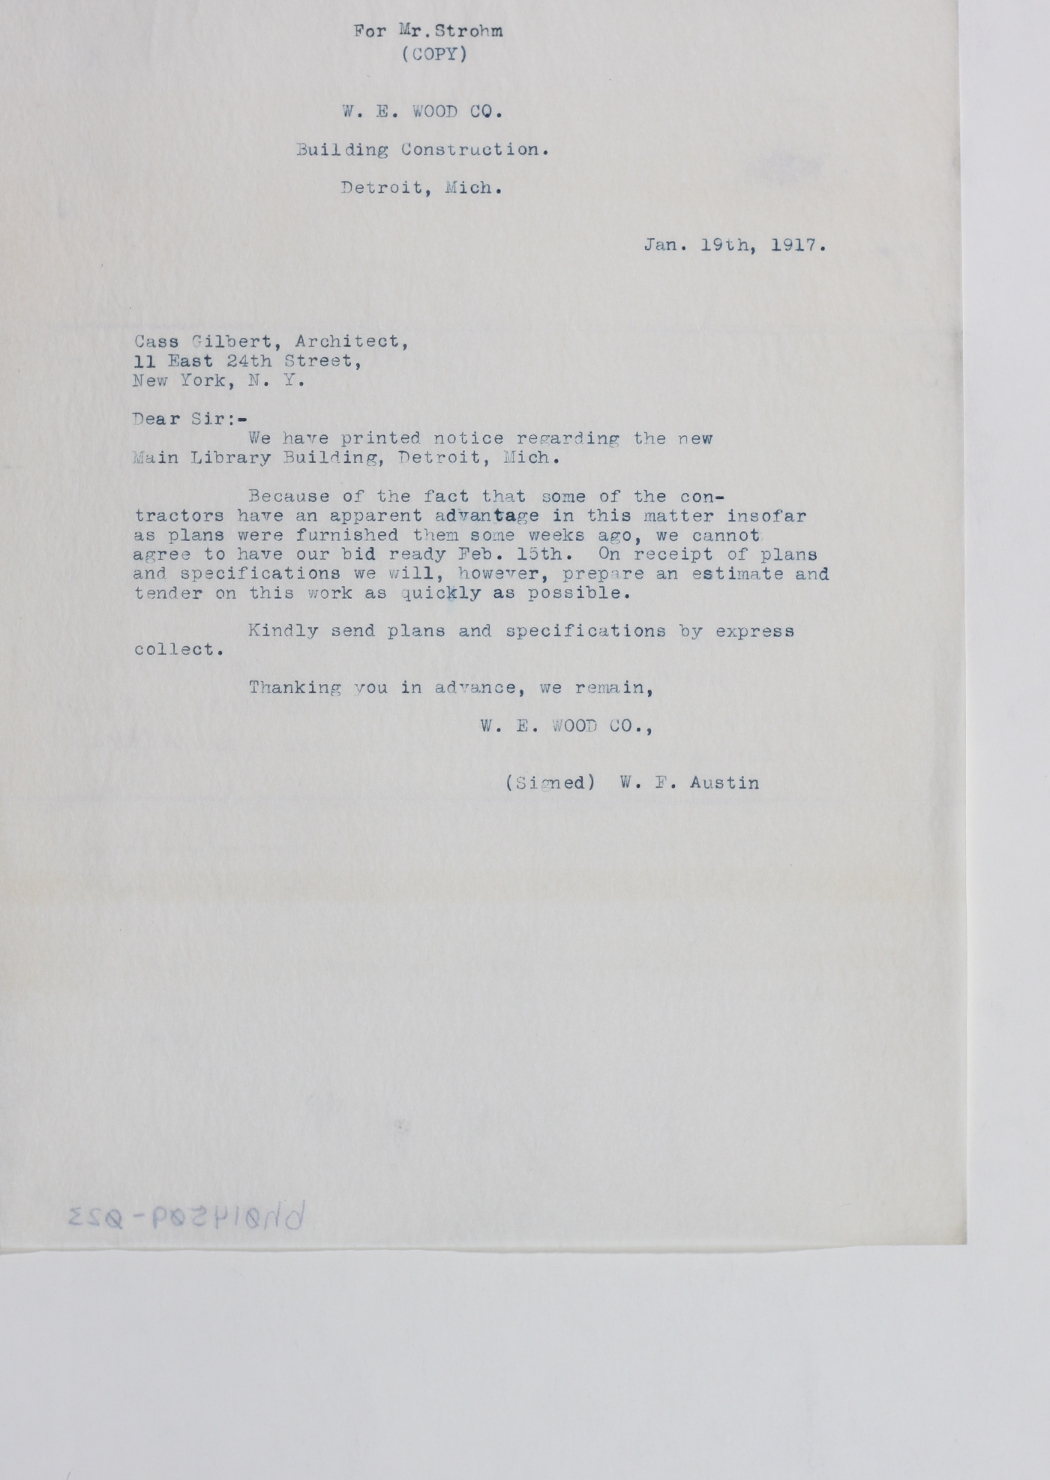 For Mr.Strohm
(COPY)
W. E. WOOD CO.
Building Construction.
Detroit, Mich.
Jan. 19th, 1917.
Cass Gilbert, Architect,
11 East 24th Street,
New York, N. Y.
Dear Sir:-
We have printed notice regarding the new
Main Library Building, Detroit, Mich.
Because of the fact that some of the con-
tractors have an apparent advantage in this matter insofar
as plans were furnished them some weeks ago, we cannot
agree to have our bid ready Feb. 15th. On receipt of plans
and specifications we will, however, prepare an estimate and
tender on this work as quickly as possible.
Kindly send plans and specifications by express
collect.
Thanking you in advance, we remain,
W. E. WOOD CO.,
(Signed) W. F. Austin
bh014509-023